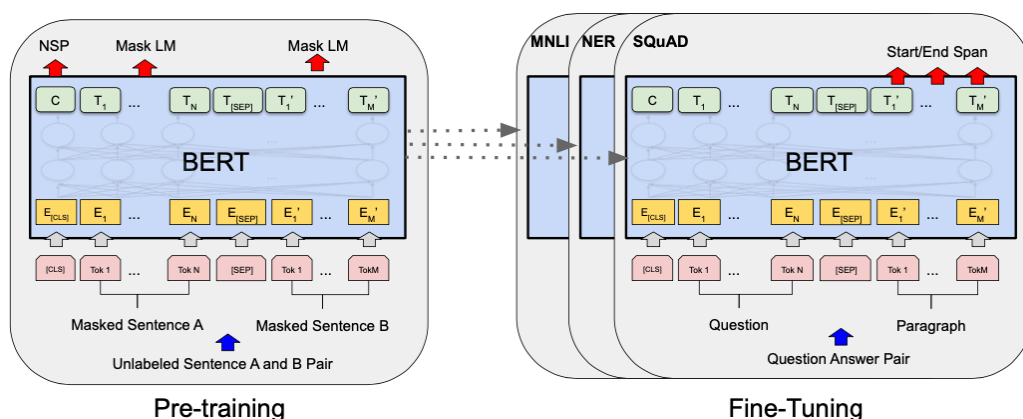 NSP Mask LM Mask LM
C T1 ... TN T[SEP] T1' ... TM'
BERT
E[CLS] E1 ... EN E[SEP] E1' ... EM'
[CLS] Tok 1 ... Tok N [SEP] Tok 1 ... TokM
Masked Sentence A Masked Sentence B
Unlabeled Sentence A and B Pair
Pre-training
MNLI NER SQuAD
Start/End Span
C T1 ... TN T[SEP] T1' ... TM'
BERT
E[CLS] E1 ... EN E[SEP] E1' ... EM'
[CLS] Tok 1 ... Tok N [SEP] Tok 1 ... TokM
Question Paragraph
Question Answer Pair
Fine-Tuning